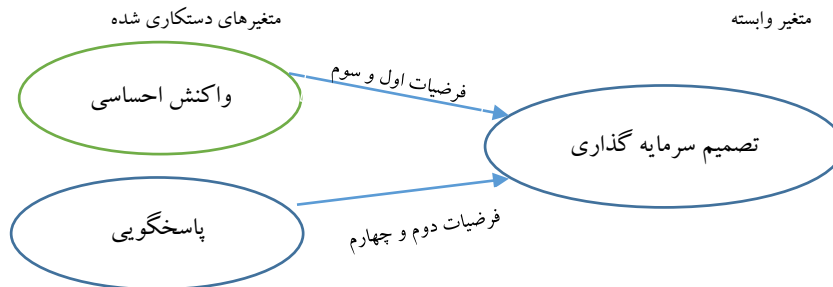 متغیر وابسته
متغیرهای دستکاری شده
واکنش احساسی
فرضیات اول و سوم
تصمیم سرمایه گذاری
پاسخگویی
فرضیات دوم و چهارم